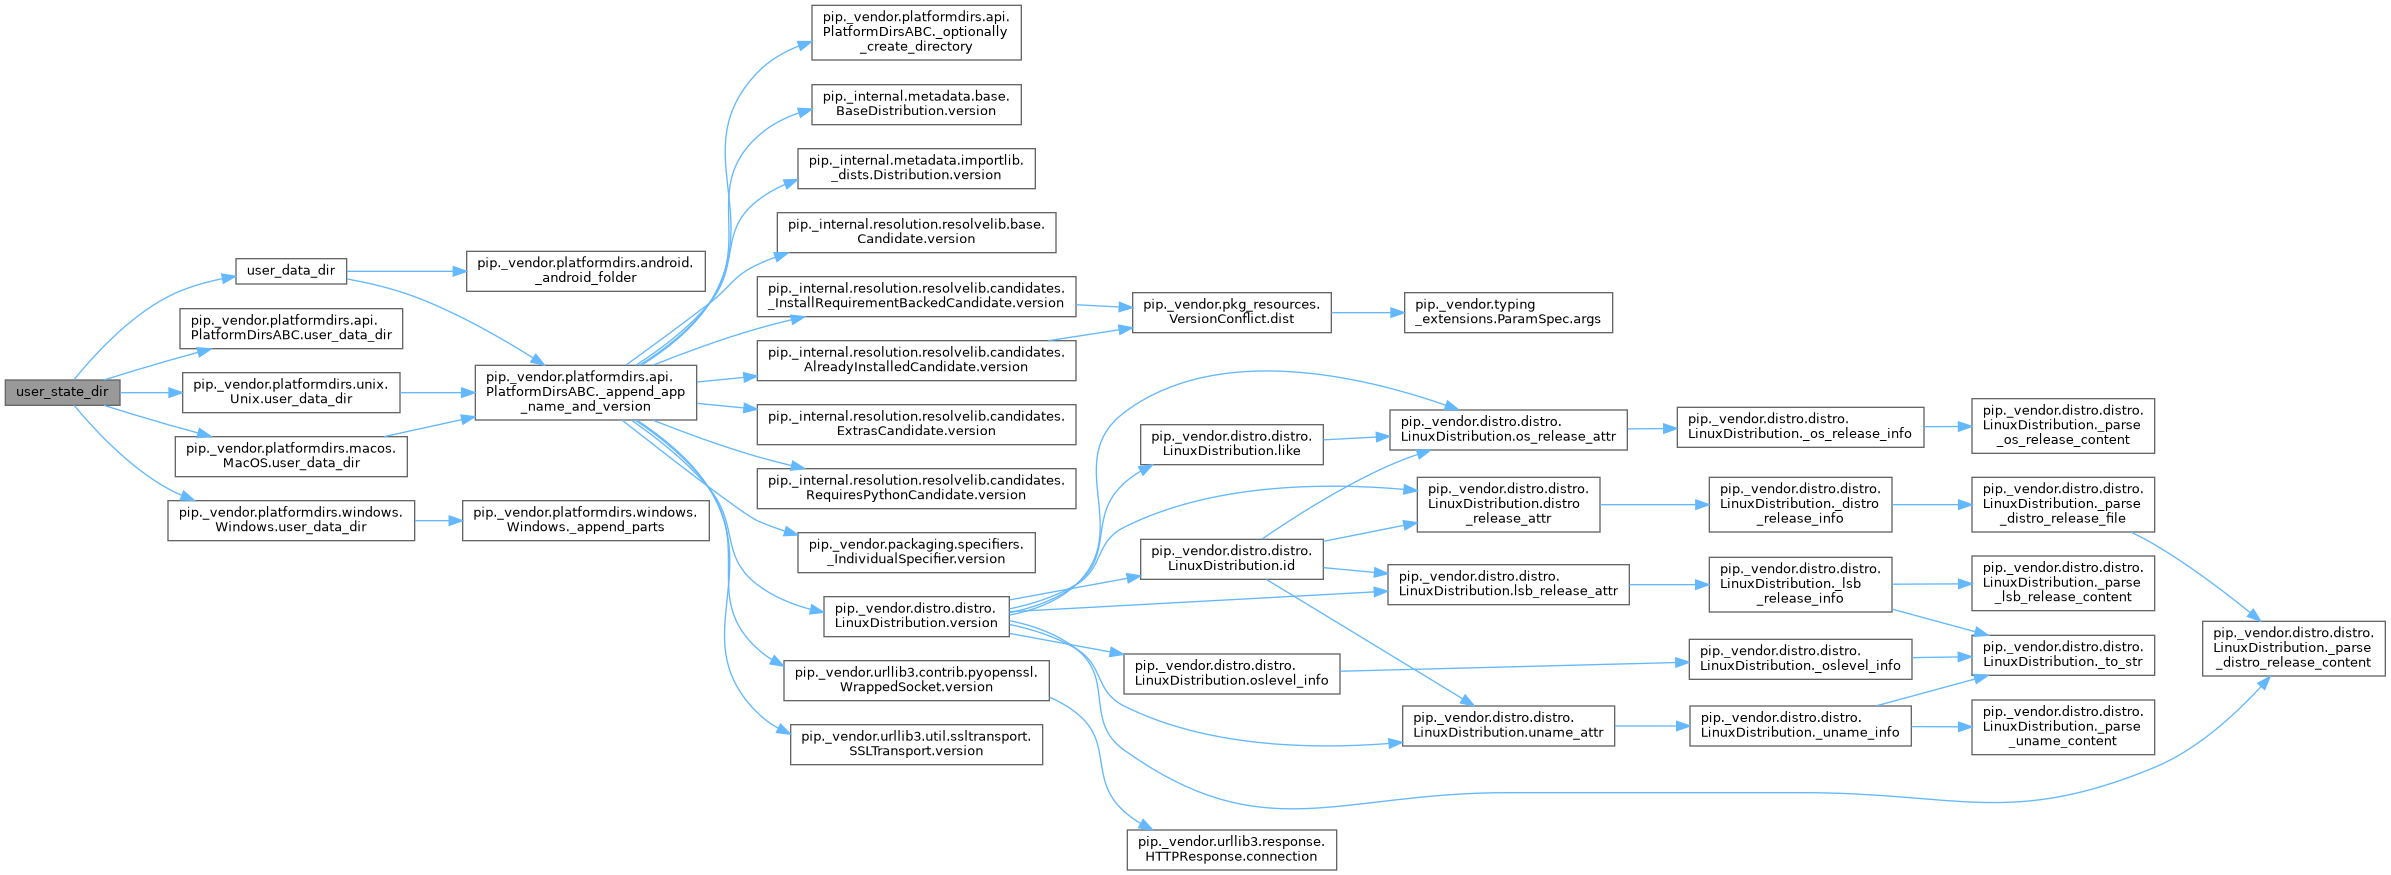 user_state_dir
user_data_dir
pip._vendor.platformdirs.api.
PlatformDirsABC.user_data_dir
pip._vendor.platformdirs.unix.
Unix.user_data_dir
pip._vendor.platformdirs.macos.
MacOS.user_data_dir
pip._vendor.platformdirs.windows.
Windows.user_data_dir
pip._vendor.platformdirs.android.
_android_folder
pip._vendor.platformdirs.api.
PlatformDirsABC._append_app
_name_and_version
pip._vendor.platformdirs.windows.
Windows._append_parts
pip._vendor.platformdirs.api.
PlatformDirsABC._optionally
_create_directory
pip._internal.metadata.base.
BaseDistribution.version
pip._internal.metadata.importlib.
_dists.Distribution.version
pip._internal.resolution.resolvelib.base.
Candidate.version
pip._internal.resolution.resolvelib.candidates.
_InstallRequirementBackedCandidate.version
pip._internal.resolution.resolvelib.candidates.
AlreadyInstalledCandidate.version
pip._internal.resolution.resolvelib.candidates.
ExtrasCandidate.version
pip._internal.resolution.resolvelib.candidates.
RequiresPythonCandidate.version
pip._vendor.packaging.specifiers.
_IndividualSpecifier.version
pip._vendor.distro.distro.
LinuxDistribution.version
pip._vendor.urllib3.contrib.pyopenssl.
WrappedSocket.version
pip._vendor.urllib3.util.ssltransport.
SSLTransport.version
pip._vendor.pkg_resources.
VersionConflict.dist
pip._vendor.distro.distro.
LinuxDistribution.like
pip._vendor.distro.distro.
LinuxDistribution.id
pip._vendor.distro.distro.
LinuxDistribution.oslevel_info
pip._vendor.urllib3.response.
HTTPResponse.connection
pip._vendor.typing
_extensions.ParamSpec.args
pip._vendor.distro.distro.
LinuxDistribution.os_release_attr
pip._vendor.distro.distro.
LinuxDistribution.distro
_release_attr
pip._vendor.distro.distro.
LinuxDistribution.lsb_release_attr
pip._vendor.distro.distro.
LinuxDistribution.uname_attr
pip._vendor.distro.distro.
LinuxDistribution._os_release_info
pip._vendor.distro.distro.
LinuxDistribution._distro
_release_info
pip._vendor.distro.distro.
LinuxDistribution._lsb
_release_info
pip._vendor.distro.distro.
LinuxDistribution._oslevel_info
pip._vendor.distro.distro.
LinuxDistribution._uname_info
pip._vendor.distro.distro.
LinuxDistribution._parse
_os_release_content
pip._vendor.distro.distro.
LinuxDistribution._parse
_distro_release_file
pip._vendor.distro.distro.
LinuxDistribution._parse
_lsb_release_content
pip._vendor.distro.distro.
LinuxDistribution._to_str
pip._vendor.distro.distro.
LinuxDistribution._parse
_uname_content
pip._vendor.distro.distro.
LinuxDistribution._parse
_distro_release_content